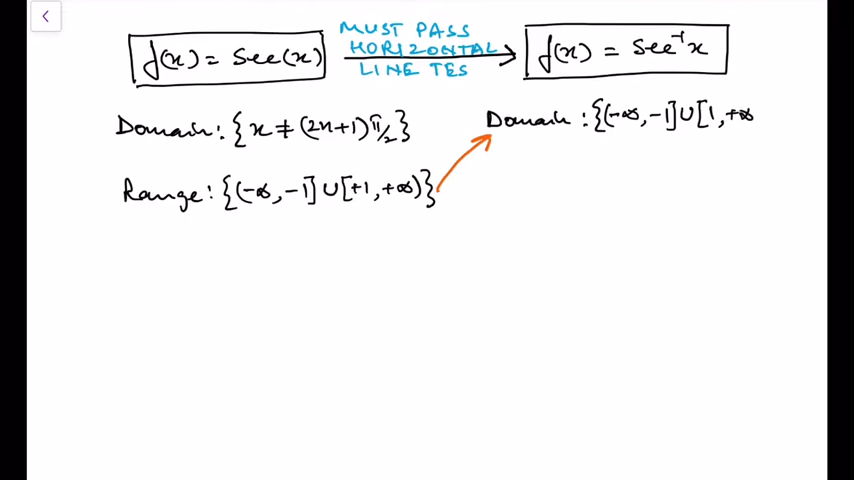 f(x) = Sec(x)
MUST PASS
HORIZONTAL
LINE TES
f(x) = Sec⁻¹x
Domain: {x ≠ (2n+1)π/2}
Domain: {(-∞, -1] ∪ [1, +∞
Range: {(-∞, -1] ∪ [+1, +∞)}